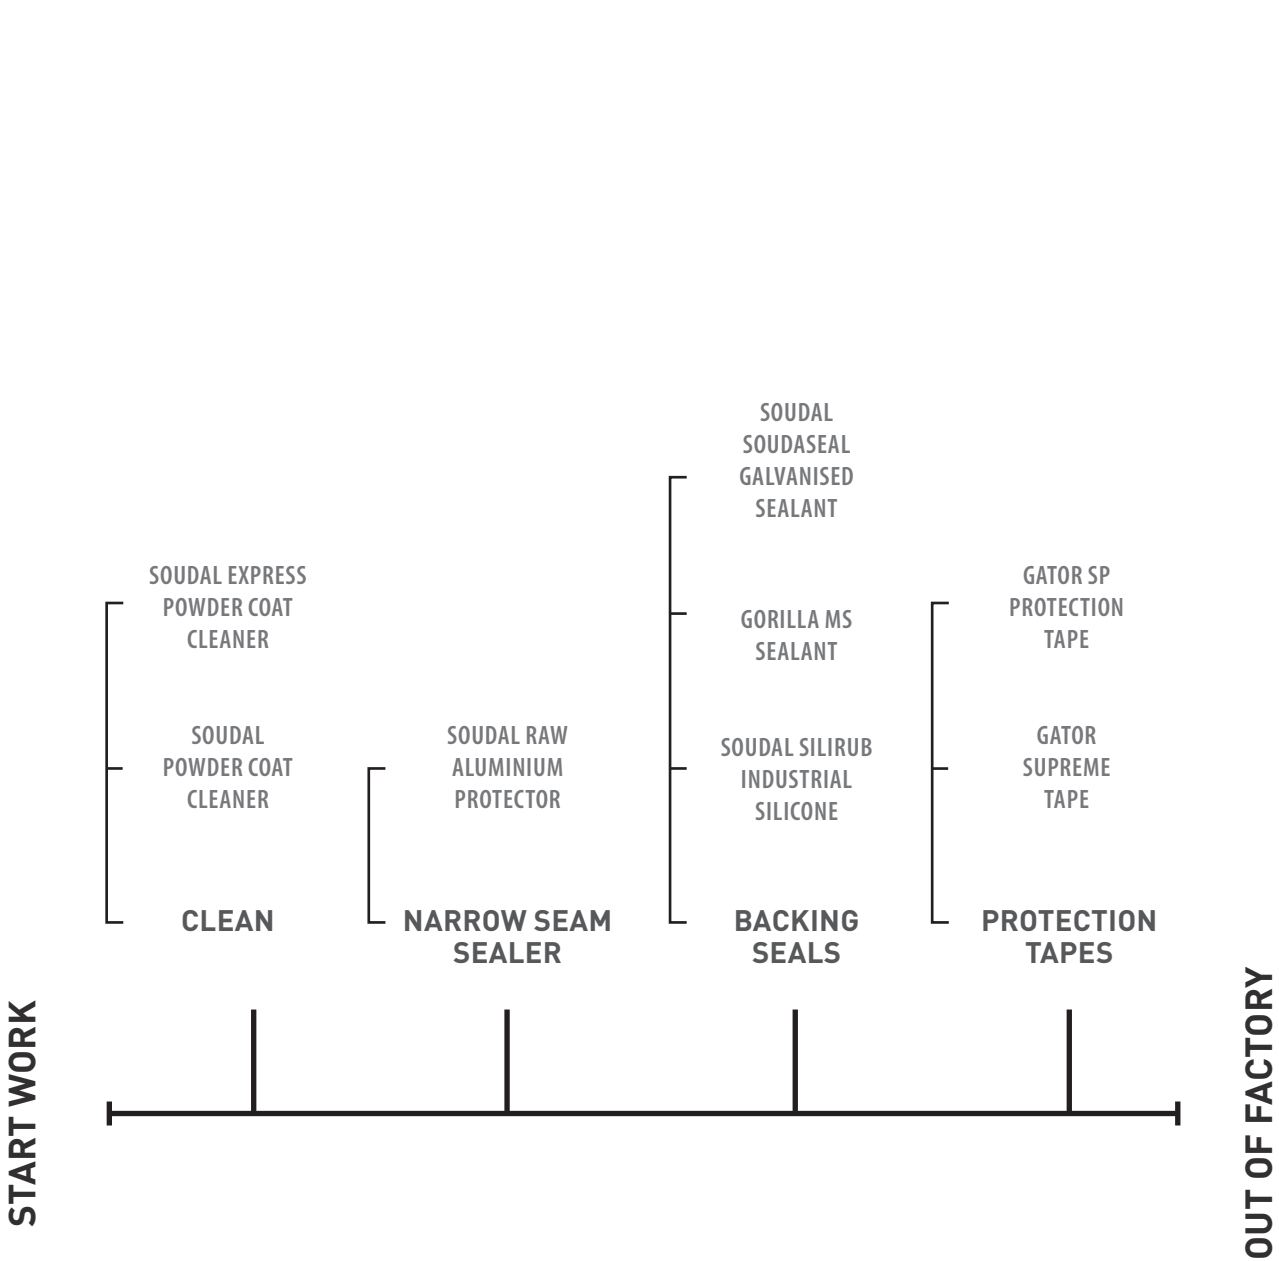 SOUDAL EXPRESS
POWDER COAT
CLEANER
SOUDAL
POWDER COAT
CLEANER
CLEAN
SOUDAL RAW
ALUMINIUM
PROTECTOR
NARROW SEAM
SEALER
SOUDAL
SOUDASEAL
GALVANISED
SEALANT
GORILLA MS
SEALANT
SOUDAL SILIRUB
INDUSTRIAL
SILICONE
BACKING
SEALS
GATOR SP
PROTECTION
TAPE
GATOR
SUPREME
TAPE
PROTECTION
TAPES
START WORK
OUT OF FACTORY